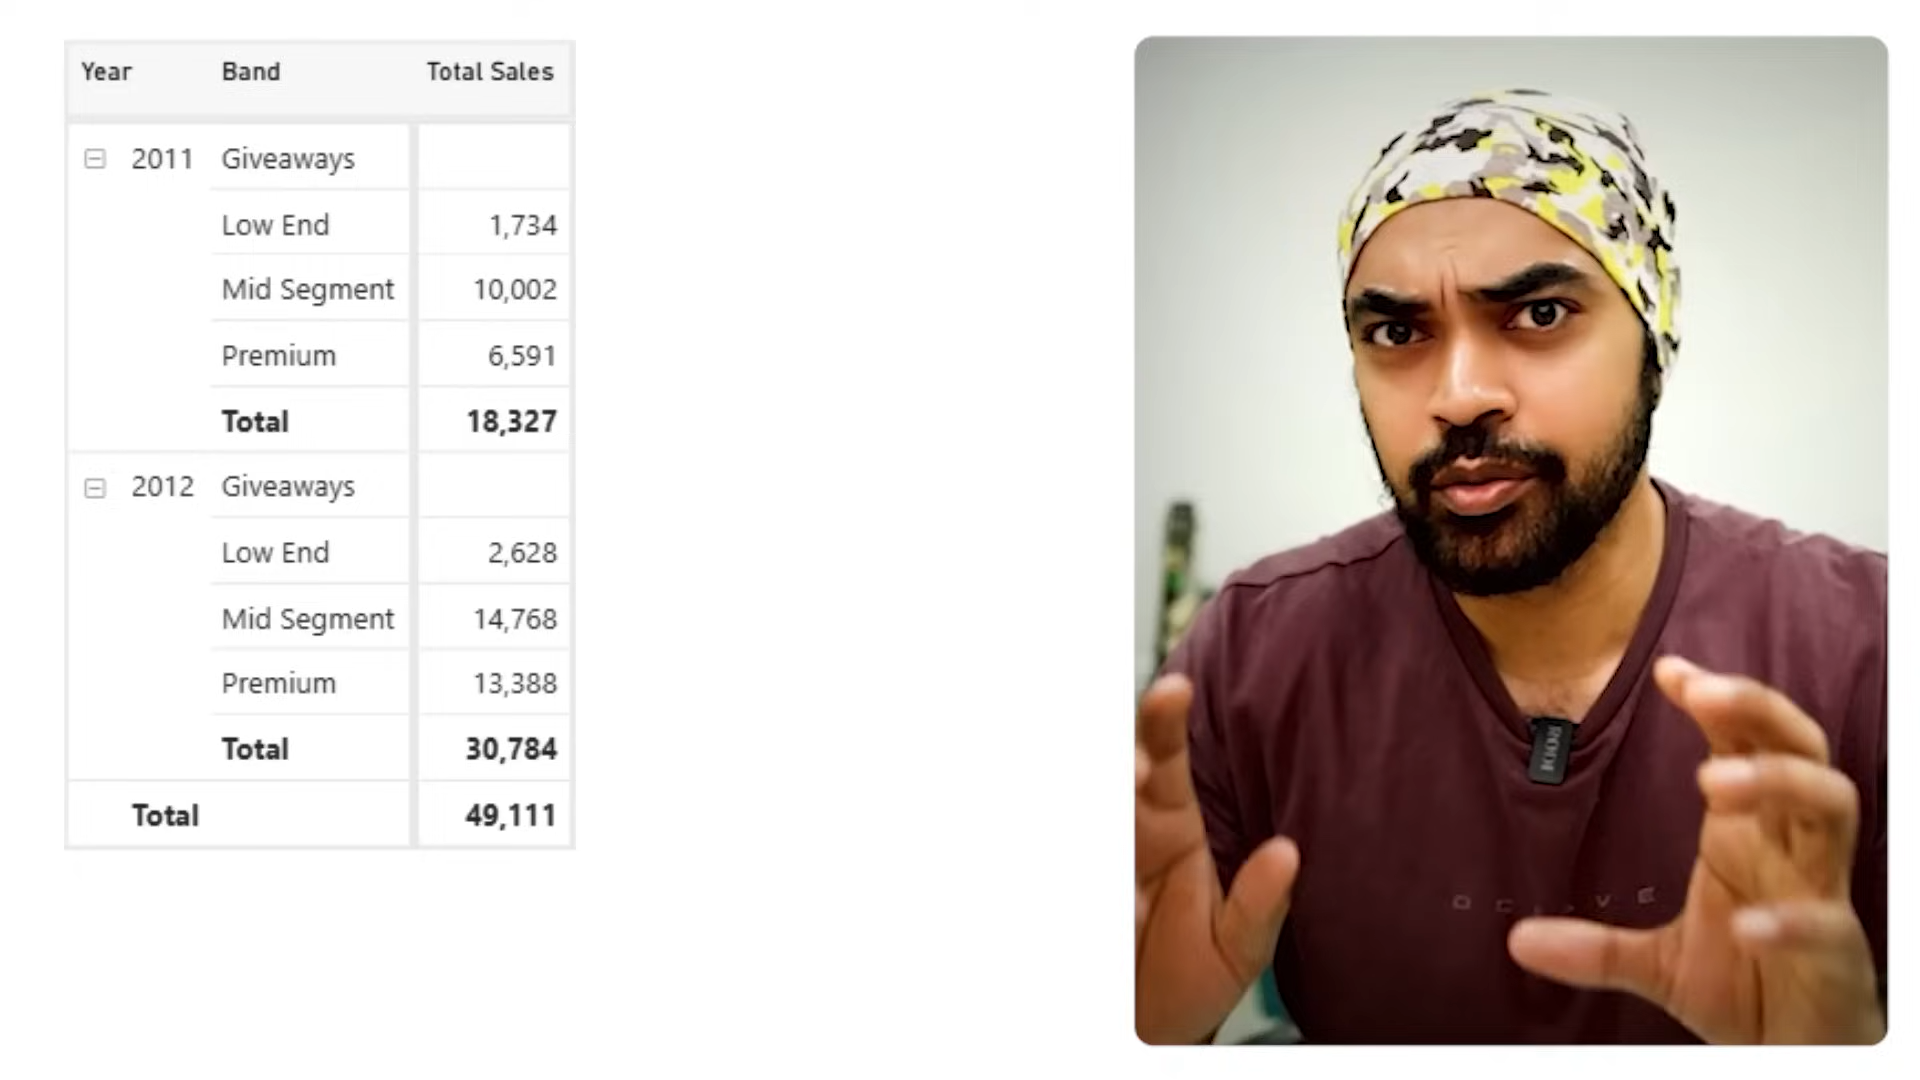 Year Band Total Sales
2011 Giveaways
Low End 1,734
Mid Segment 10,002
Premium 6,591
Total 18,327
2012 Giveaways
Low End 2,628
Mid Segment 14,768
Premium 13,388
Total 30,784
Total 49,111
RODE